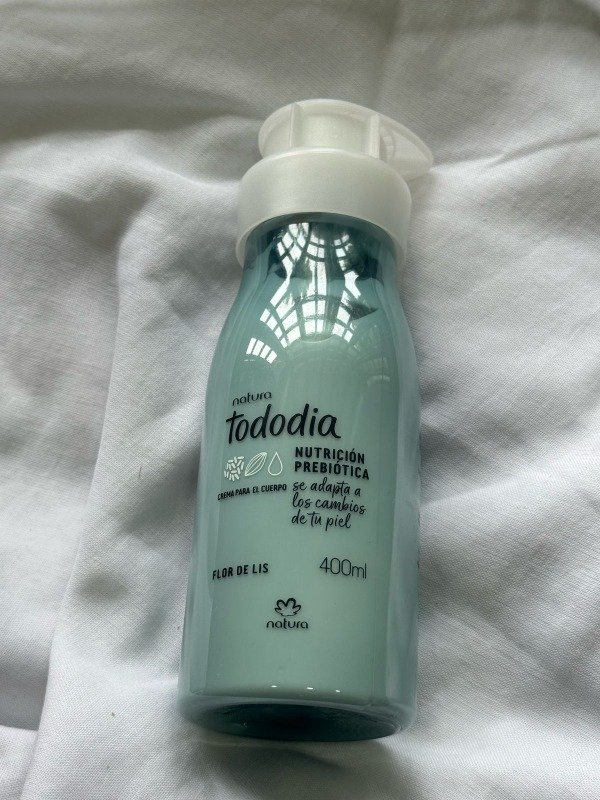 natura
tododia
NUTRICIÓN
PREBIÓTICA
CREMA PARA EL CUERPO
se adapta a
los cambios
de tu piel
FLOR DE LIS
400ml
natura